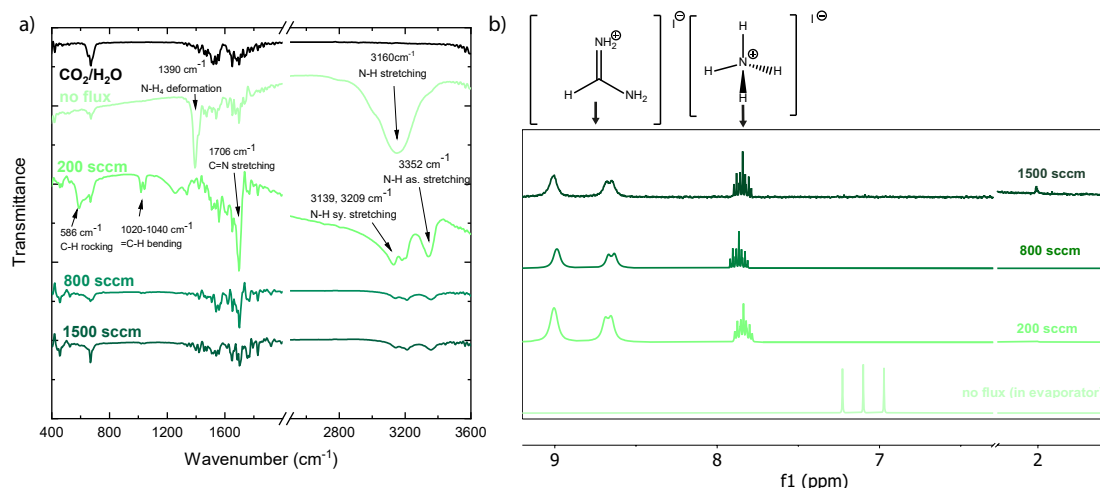 a)
CO2/H2O
no flux
200 sccm
800 sccm
1500 sccm
1390 cm-1
N-H4 deformation
3160cm-1
N-H stretching
1706 cm-1
C=N stretching
3352 cm-1
N-H as. stretching
3139, 3209 cm-1
N-H sy. stretching
586 cm-1
C-H rocking
1020-1040 cm-1
=C-H bending
Transmittance
400 800 1200 1600 3200 3600
Wavenumber (cm-1)
b)
NH2 ⊕
H
NH2
I⊖
H
N ⊕
H
H
H
I⊖
1500 sccm
800 sccm
200 sccm
no flux (in evaporator
9 8 7 2
f1 (ppm)